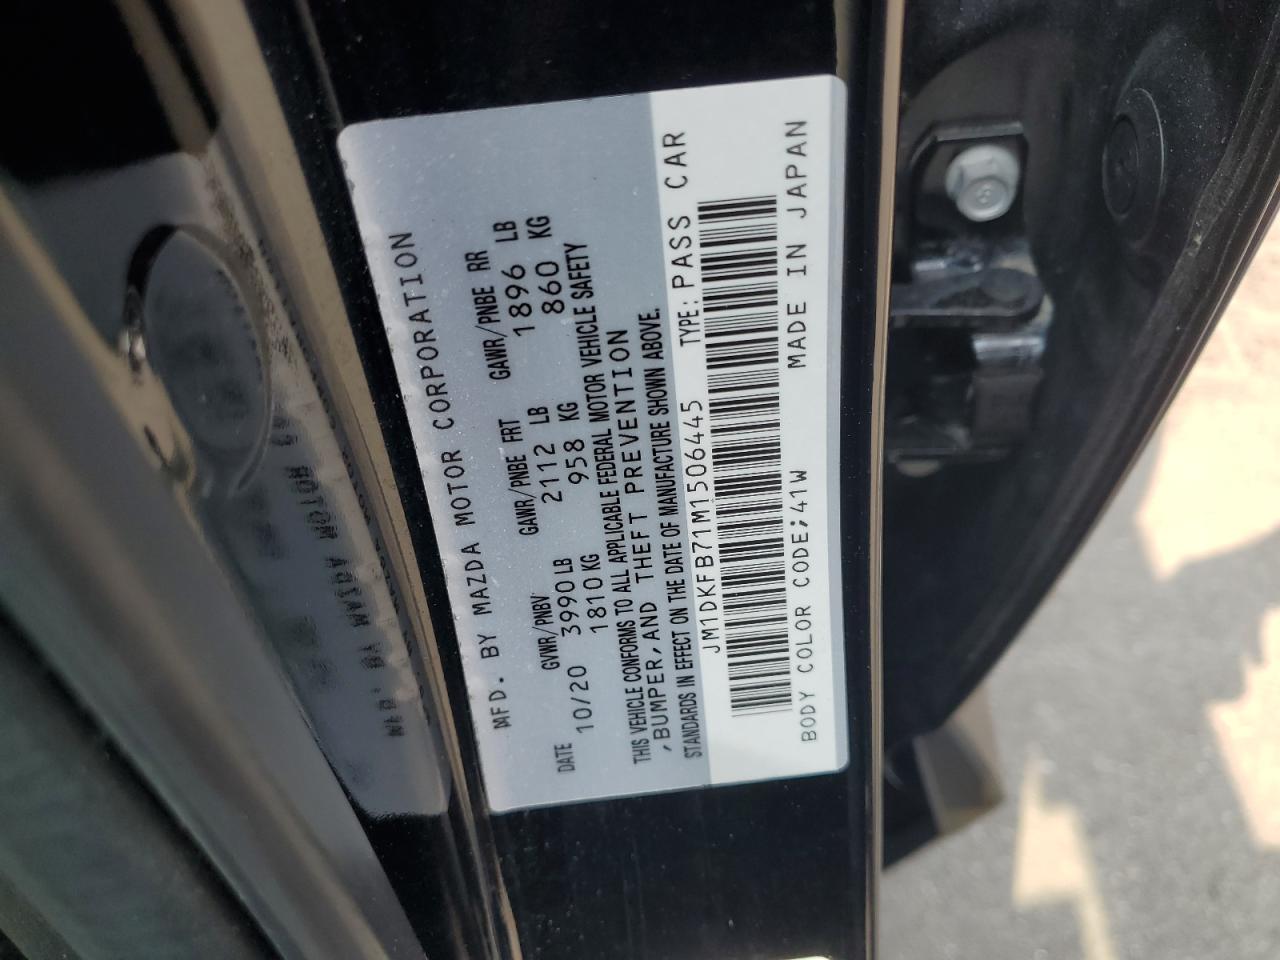 MFD. BY MAZDA MOTOR CORPORATION
DATE GVWR/PNBV GAWR/PNBE FRT GAWR/PNBE RR
10/20 3990 LB 2112 LB 1896 LB
1810 KG 958 KG 860 KG
THIS VEHICLE CONFORMS TO ALL APPLICABLE FEDERAL MOTOR VEHICLE SAFETY
,BUMPER,AND THEFT PREVENTION
STANDARDS IN EFFECT ON THE DATE OF MANUFACTURE SHOWN ABOVE.
JM1DKFB71M1506445 TYPE: PASS CAR
BODY COLOR CODE;41W MADE IN JAPAN